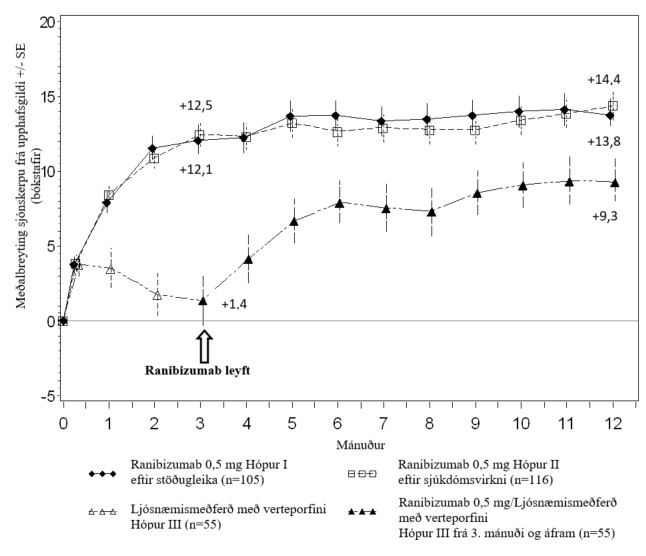 Meðalbreyting sjónskerpu frá upphafsgildi +/- SE
(bókstafir)
20
15
10
5
0
-5
+12,5
+12,1
+1.4
+14,4
+13,8
+9,3
Ranibizumab leyft
0 1 2 3 4 5 6 7 8 9 10 11 12
Mánuður
Ranibizumab 0,5 mg Hópur I
eftir stöðugleika (n=105)
Ranibizumab 0,5 mg Hópur II
eftir sjúkdómsvirkni (n=116)
Ljósnæmismeðferð með verteporfini
Hópur III (n=55)
Ranibizumab 0,5 mg/Ljósnæmismeðferð
með verteporfini
Hópur III frá 3. mánuði og áfram (n=55)